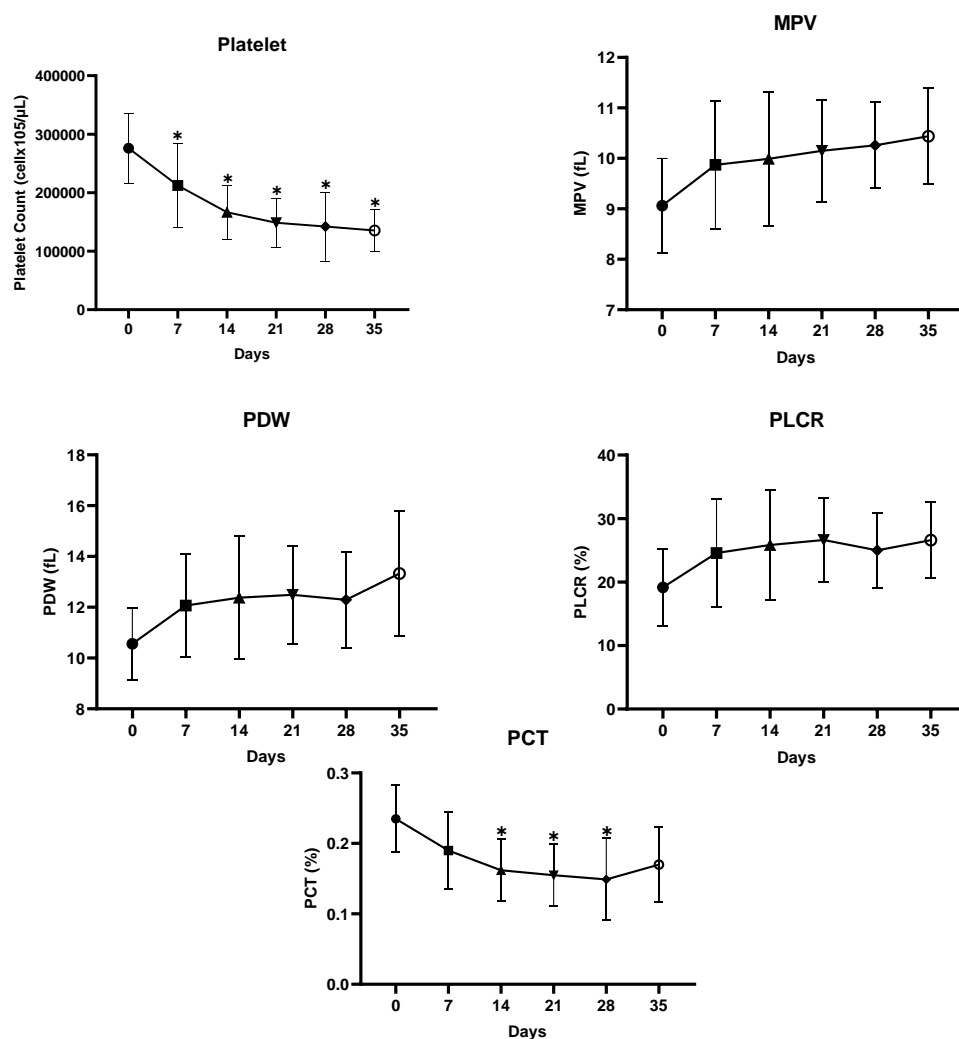 Platelet
400000
300000
200000
100000
0
Platelet Count (cellx105/µL)
*
*
*
*
*
0 7 14 21 28 35
Days
MPV
12
11
10
9
8
7
MPV (fL)
0 7 14 21 28 35
Days
PDW
18
16
14
12
10
8
PDW (fL)
0 7 14 21 28 35
Days
PLCR
40
30
20
10
0
PLCR (%)
0 7 14 21 28 35
Days
PCT
0.3
0.2
0.1
0.0
PCT (%)
*
*
*
0 7 14 21 28 35
Days